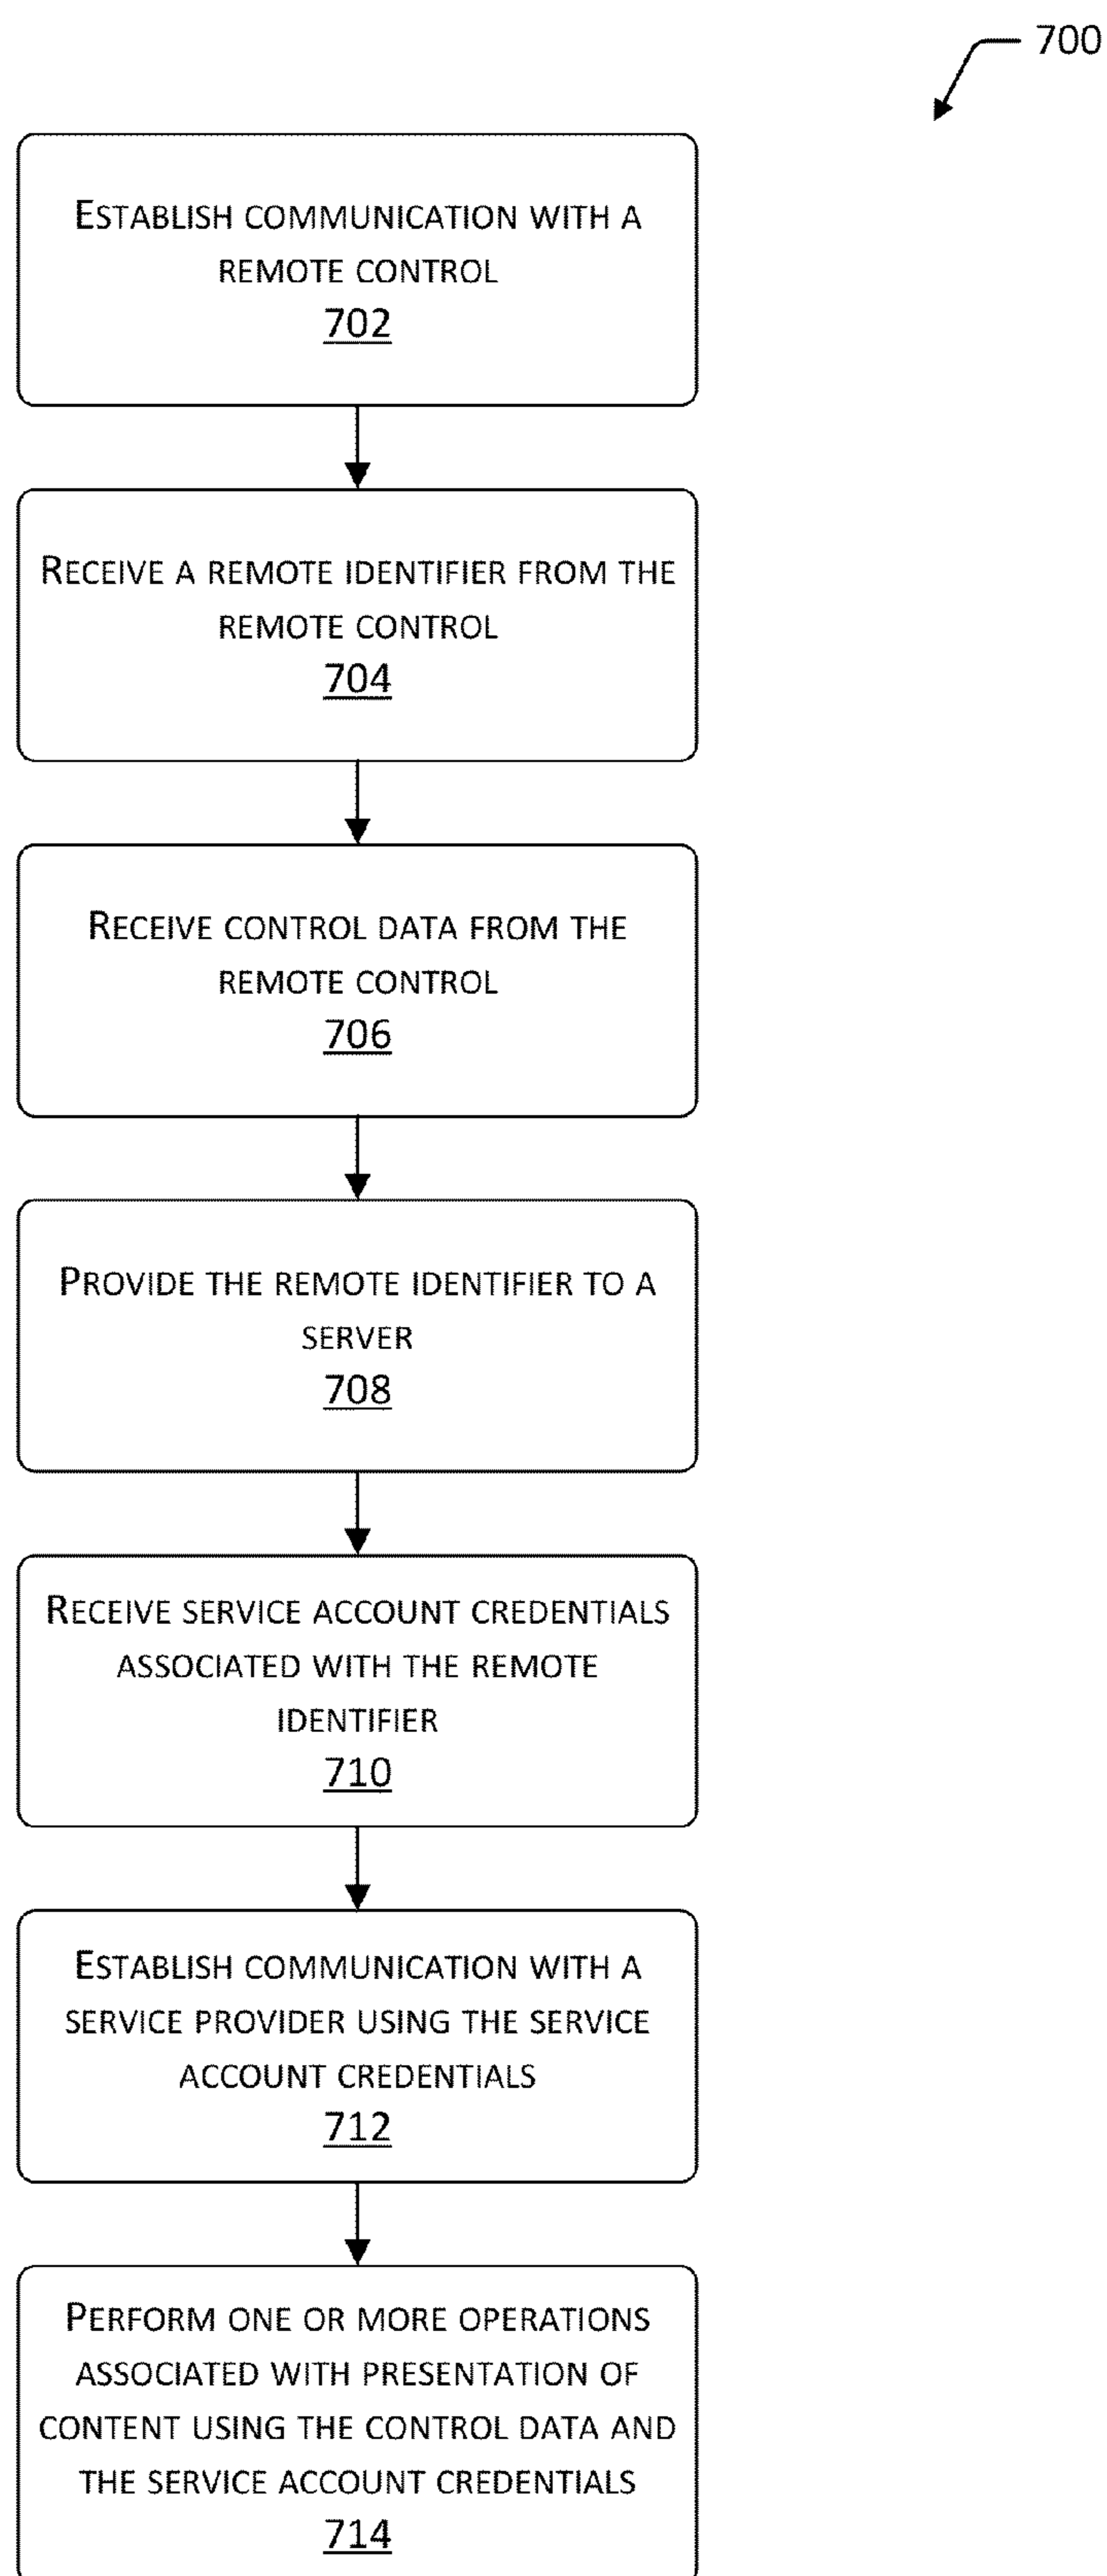 700
ESTABLISH COMMUNICATION WITH A
REMOTE CONTROL
702
RECEIVE A REMOTE IDENTIFIER FROM THE
REMOTE CONTROL
704
RECEIVE CONTROL DATA FROM THE
REMOTE CONTROL
706
PROVIDE THE REMOTE IDENTIFIER TO A
SERVER
708
RECEIVE SERVICE ACCOUNT CREDENTIALS
ASSOCIATED WITH THE REMOTE
IDENTIFIER
710
ESTABLISH COMMUNICATION WITH A
SERVICE PROVIDER USING THE SERVICE
ACCOUNT CREDENTIALS
712
PERFORM ONE OR MORE OPERATIONS
ASSOCIATED WITH PRESENTATION OF
CONTENT USING THE CONTROL DATA AND
THE SERVICE ACCOUNT CREDENTIALS
714